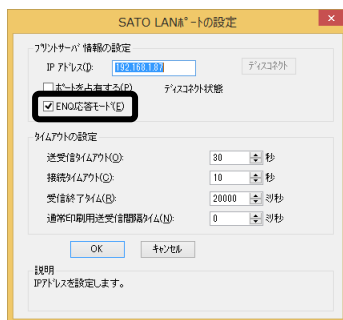 SATO LANﾎﾟｰﾄの設定
×
ﾌﾟﾘﾝﾄｻｰﾊﾞ情報の設定
IP ｱﾄﾞﾚｽ(I): 192.168.1.87 ﾃﾞｨｽｺﾈｸﾄ
ﾎﾟｰﾄを占有する(P) ﾃﾞｨｽｺﾈｸﾄ状態
ENQ応答ﾓｰﾄﾞ(E)
ﾀｲﾑｱｳﾄの設定
送受信ﾀｲﾑｱｳﾄ(O): 30 秒
接続ﾀｲﾑｱｳﾄ(C): 10 秒
受信終了ﾀｲﾑ(R): 20000 ﾐﾘ秒
通常印刷用送受信間隔ﾀｲﾑ(N): 0 ﾐﾘ秒
OK ｷｬﾝｾﾙ
説明
IPｱﾄﾞﾚｽを設定します。